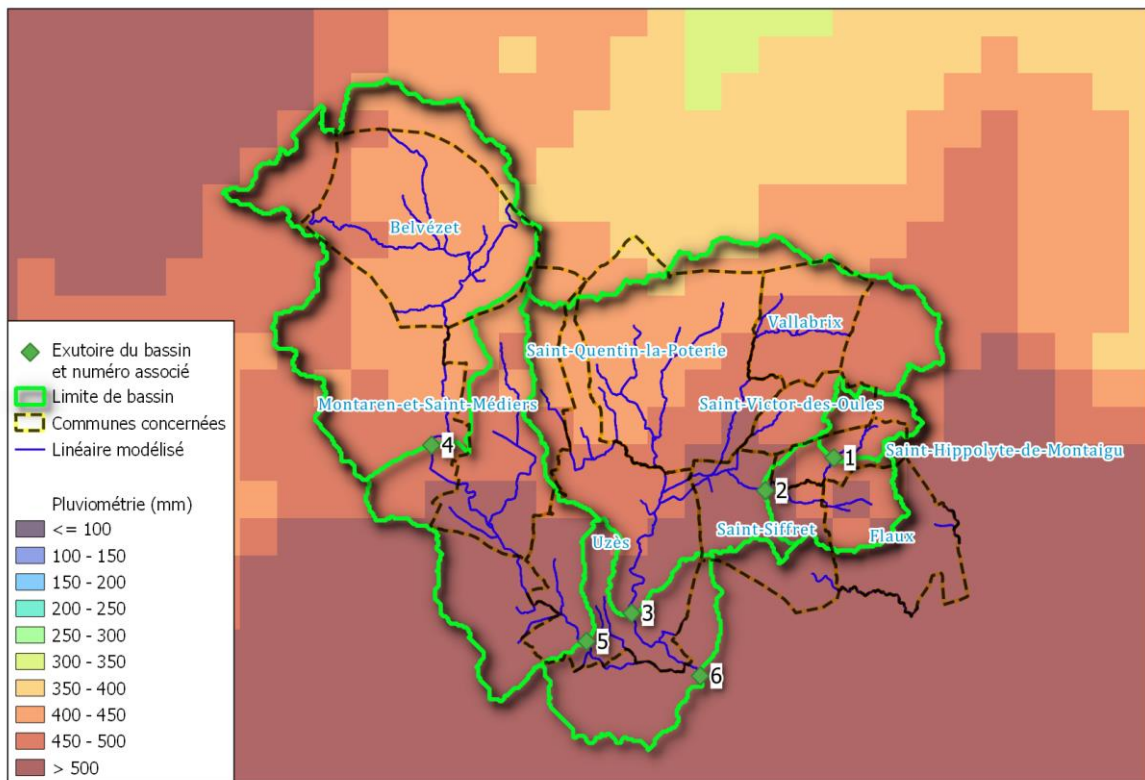 Belvézet
Vallabrix
Saint-Quentin-la-Poterie
Montaren-et-Saint-Médiers
Saint-Victor-des-Oules
Saint-Hippolyte-de-Montaigu
Saint-Siffret
Flaux
Uzès
1
2
3
4
5
6
Exutoire du bassin
et numéro associé
Limite de bassin
Communes concernées
Linéaire modélisé
Pluviométrie (mm)
<= 100
100 - 150
150 - 200
200 - 250
250 - 300
300 - 350
350 - 400
400 - 450
450 - 500
> 500